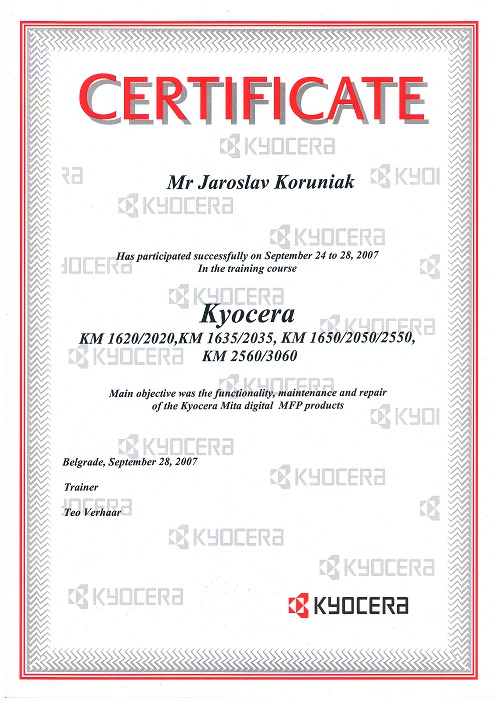 CERTIFICATE
Mr Jaroslav Koruniak
Has participated successfully on September 24 to 28, 2007
In the training course
Kyocera
KM 1620/2020,KM 1635/2035, KM 1650/2050/2550,
KM 2560/3060
Main objective was the functionality, maintenance and repair
of the Kyocera Mita digital MFP products
Belgrade, September 28, 2007
Trainer
Teo Verhaar
KYOCERA